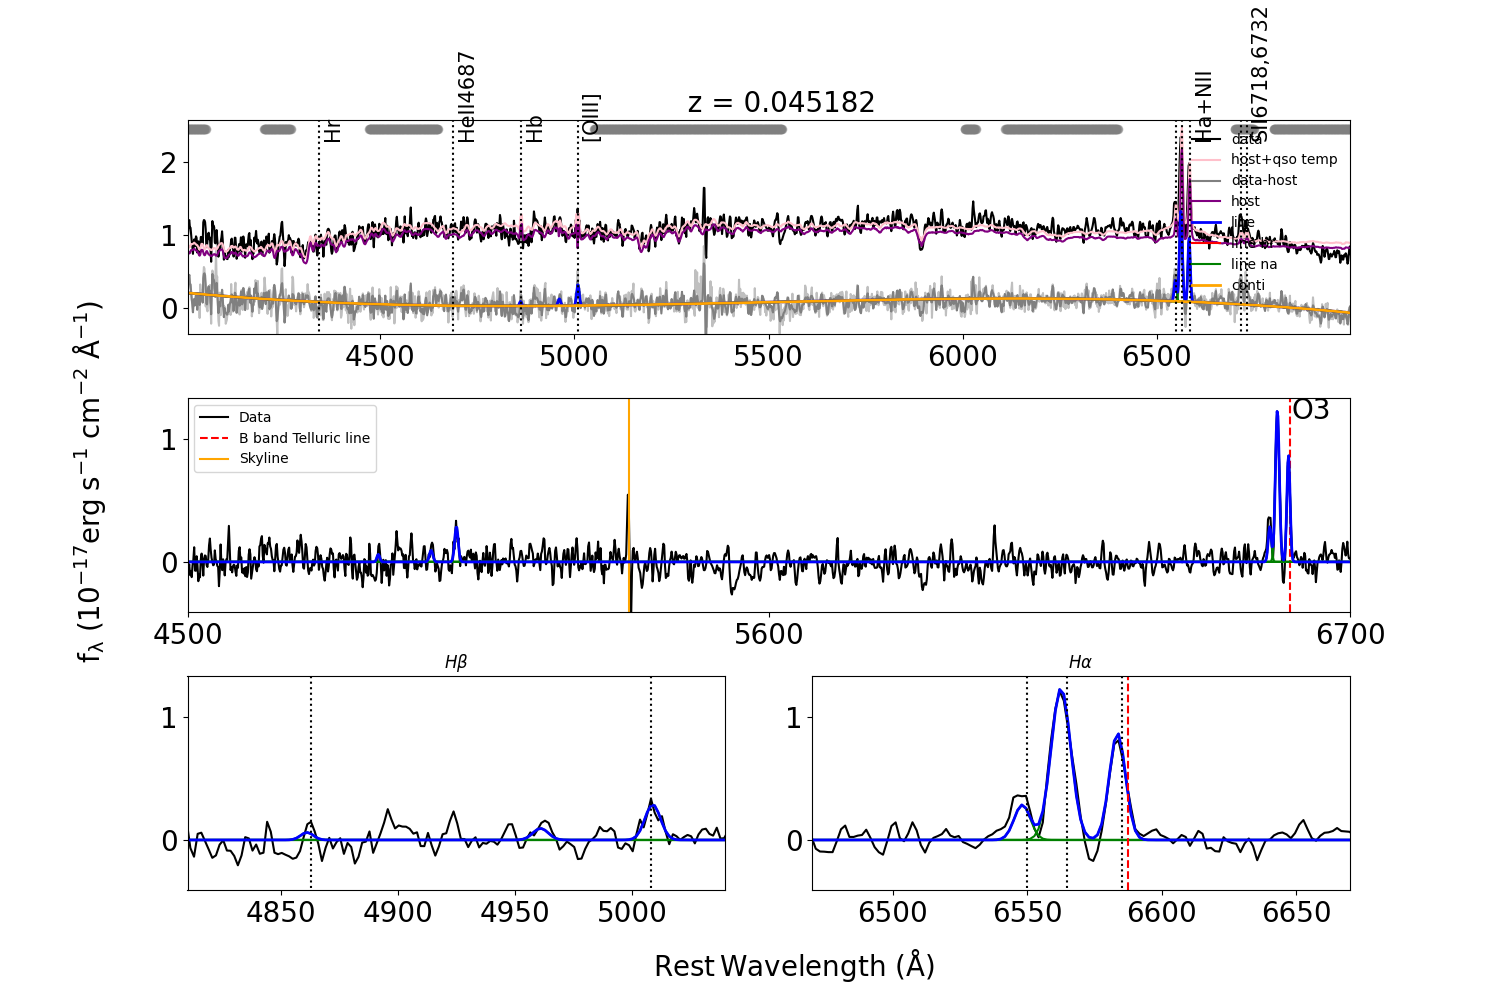 z = 0.045182
Hr
HeII4687
Hb
[OIII]
Ha+NII
SII6718,6732
data
host+qso temp
data-host
host
line
line na
conti
2
1
0
4500
5000
5500
6000
6500
f_λ (10^{-17}erg s^{-1} cm^{-2} Å^{-1})
Data
B band Telluric line
Skyline
O3
1
0
4500
5600
6700
Hβ
Hα
1
0
4850
4900
4950
5000
1
0
6500
6550
6600
6650
Rest Wavelength (Å)